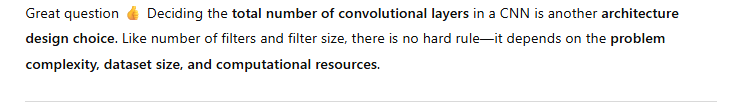 Great question 👍 Deciding the total number of convolutional layers in a CNN is another architecture
design choice. Like number of filters and filter size, there is no hard rule—it depends on the problem
complexity, dataset size, and computational resources.